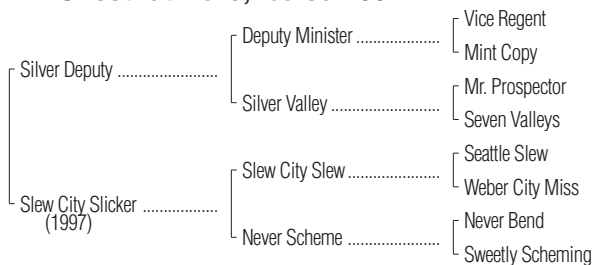 Vice Regent
Deputy Minister ....................
Mint Copy
Silver Deputy ........................
Mr. Prospector
Silver Valley ..........................
Seven Valleys
Seattle Slew
Slew City Slew ......................
Weber City Miss
Slew City Slicker ..................
(1997)
Never Bend
Never Scheme ......................
Sweetly Scheming